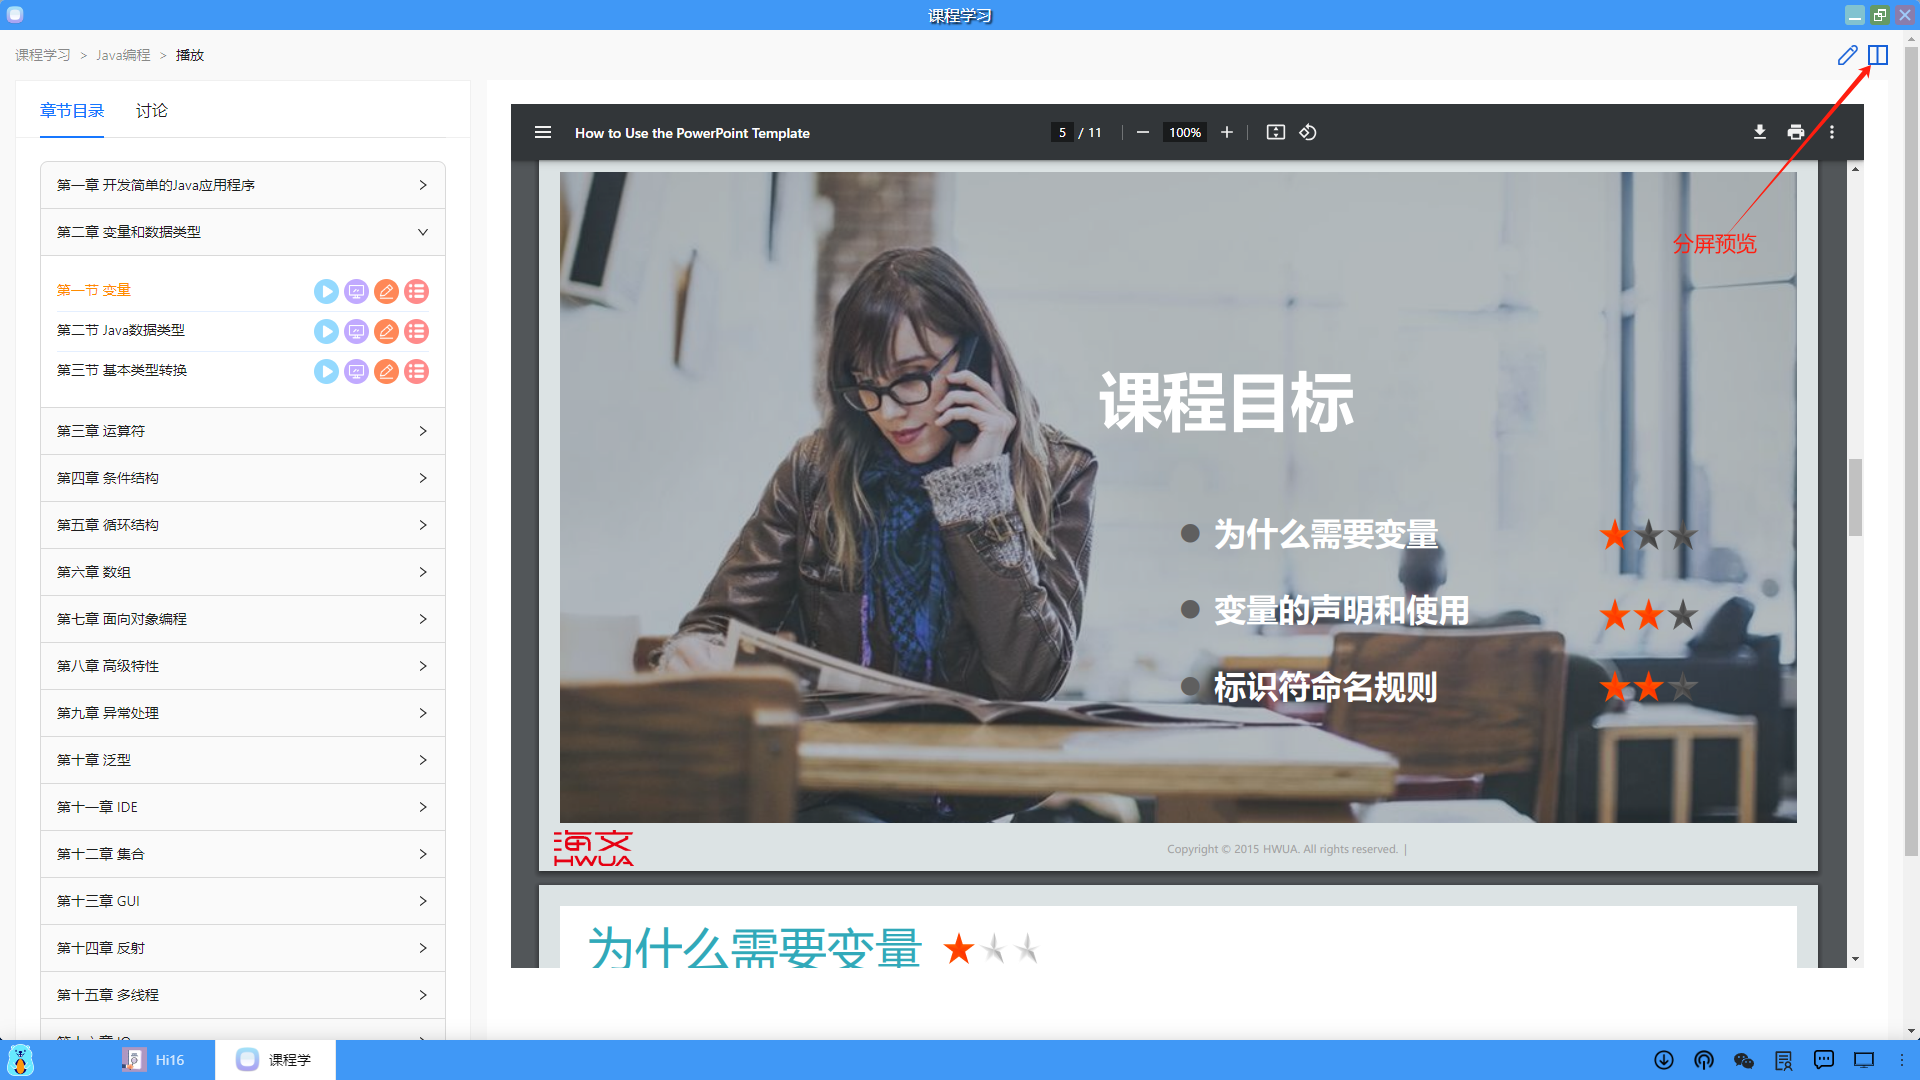 课程学习
课程学习 > Java编程 > 播放
章节目录
讨论
第一章 开发简单的Java应用程序
第二章 变量和数据类型
第一节 变量
第二节 Java数据类型
第三节 基本类型转换
第三章 运算符
第四章 条件结构
第五章 循环结构
第六章 数组
第七章 面向对象编程
第八章 高级特性
第九章 异常处理
第十章 泛型
第十一章 IDE
第十二章 集合
第十三章 GUI
第十四章 反射
第十五章 多线程
How to Use the PowerPoint Template
5 / 11
100%
分屏预览
课程目标
为什么需要变量
变量的声明和使用
标识符命名规则
海文
HWUA
Copyright © 2015 HWUA. All rights reserved. |
为什么需要变量
Hi16
课程学